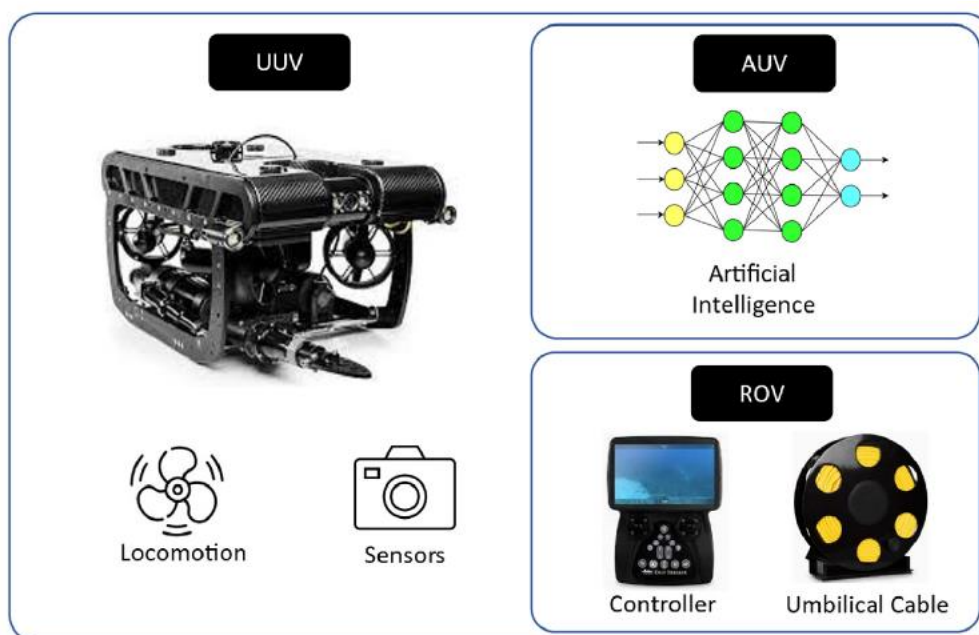 UUV
AUV
Artificial
Intelligence
ROV
Locomotion
Sensors
Controller
Umbilical Cable